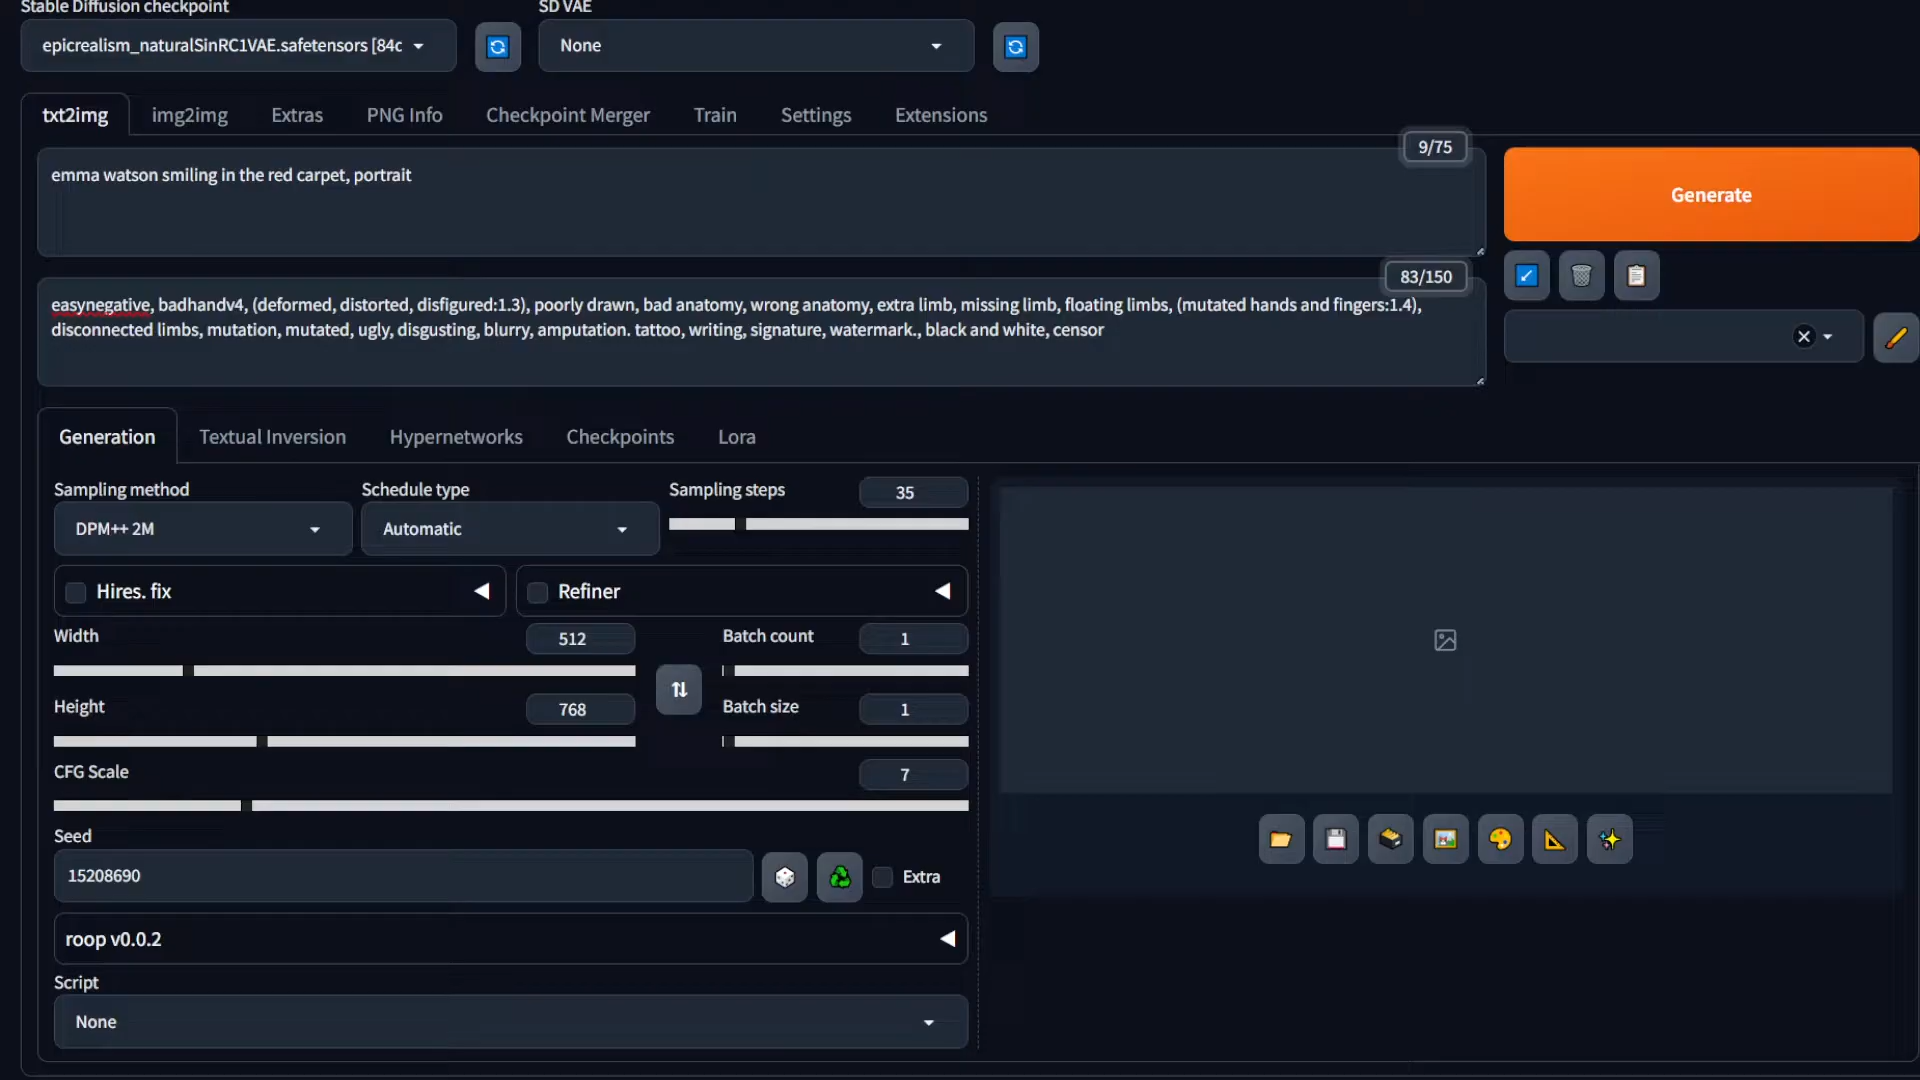 Stable Diffusion checkpoint
SD VAE
epicrealism_naturalSinRC1VAE.safetensors [84c
None
txt2img
img2img
Extras
PNG Info
Checkpoint Merger
Train
Settings
Extensions
9/75
emma watson smiling in the red carpet, portrait
Generate
83/150
easynegative, badhandv4, (deformed, distorted, disfigured:1.3), poorly drawn, bad anatomy, wrong anatomy, extra limb, missing limb, floating limbs, (mutated hands and fingers:1.4),
disconnected limbs, mutation, mutated, ugly, disgusting, blurry, amputation. tattoo, writing, signature, watermark., black and white, censor
Generation
Textual Inversion
Hypernetworks
Checkpoints
Lora
Sampling method
Schedule type
Sampling steps
35
DPM++ 2M
Automatic
Hires. fix
Refiner
Width
512
Batch count
1
Height
768
Batch size
1
CFG Scale
7
Seed
15208690
Extra
roop v0.0.2
Script
None